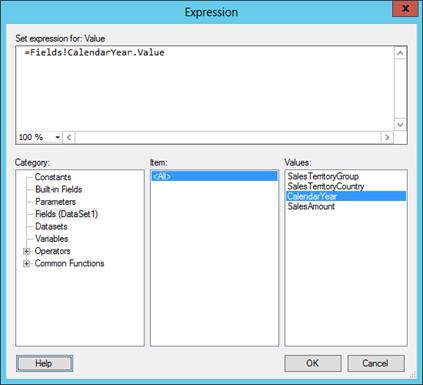 Expression
x
Set expression for: Value
=Fields!CalendarYear.Value
100 %
Category:
Constants
Built-in Fields
Parameters
Fields (DataSet1)
Datasets
Variables
Operators
Common Functions
Item:
<All>
Values:
SalesTerritoryGroup
SalesTerritoryCountry
CalendarYear
SalesAmount
Help
OK
Cancel